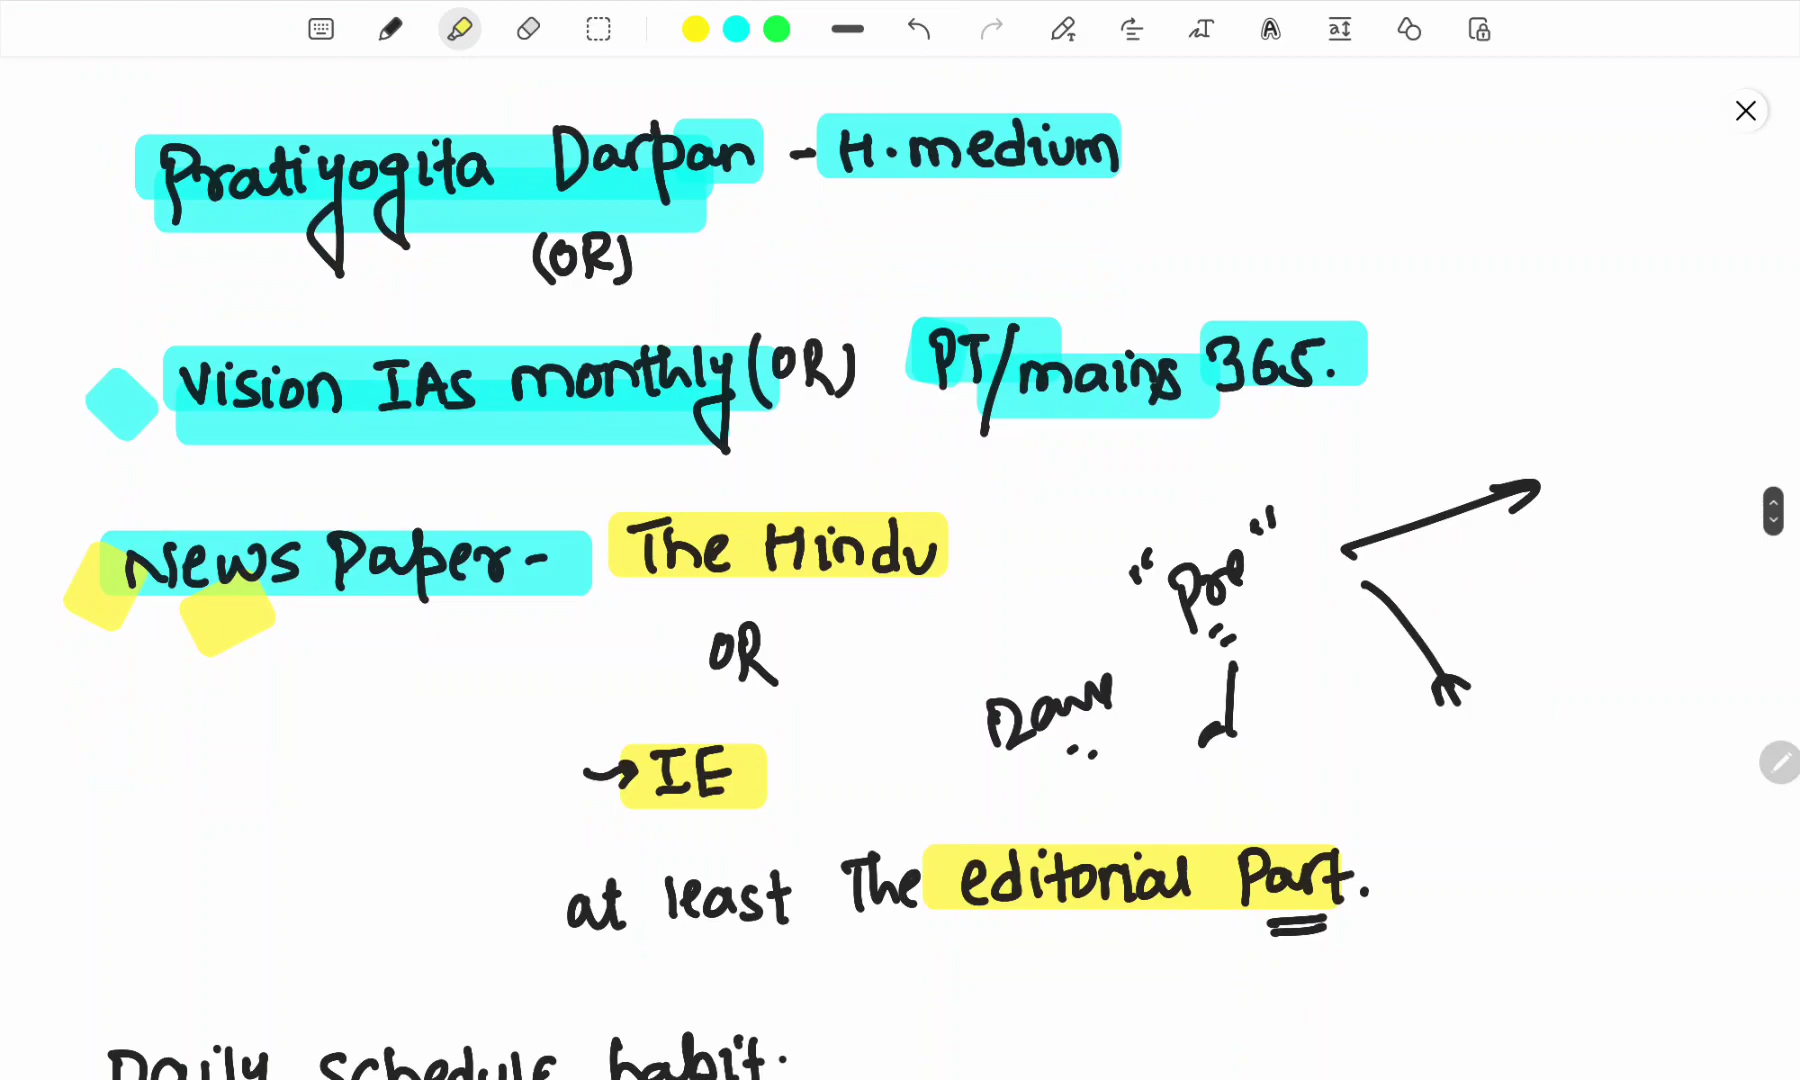 Pratiyogita Darpan - H.medium
(OR)
Vision IAS monthly (OR) PT/mains 365.
News Paper - The Hindu
"Pre"
OR
→ IE
at least The editorial Part.
Daily schedule habit.